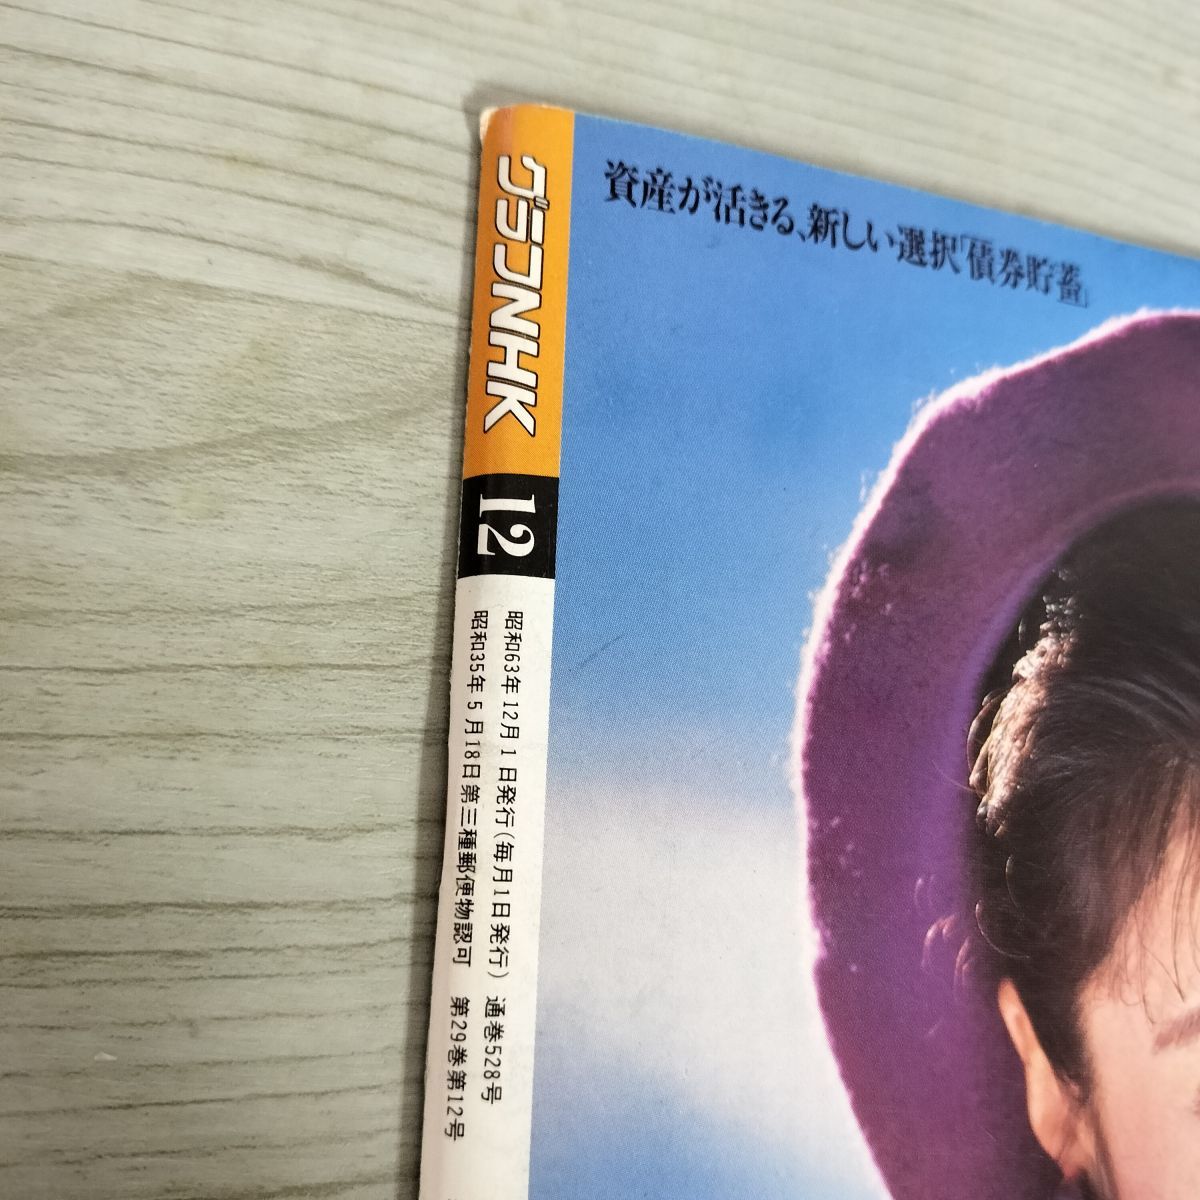 グラフNHK
12
昭和63年12月1日発行(毎月1日発行) 通巻528号
昭和35年5月18日第三種郵便物認可 第29巻第12号
資産が活きる、新しい選択「債券貯蓄」